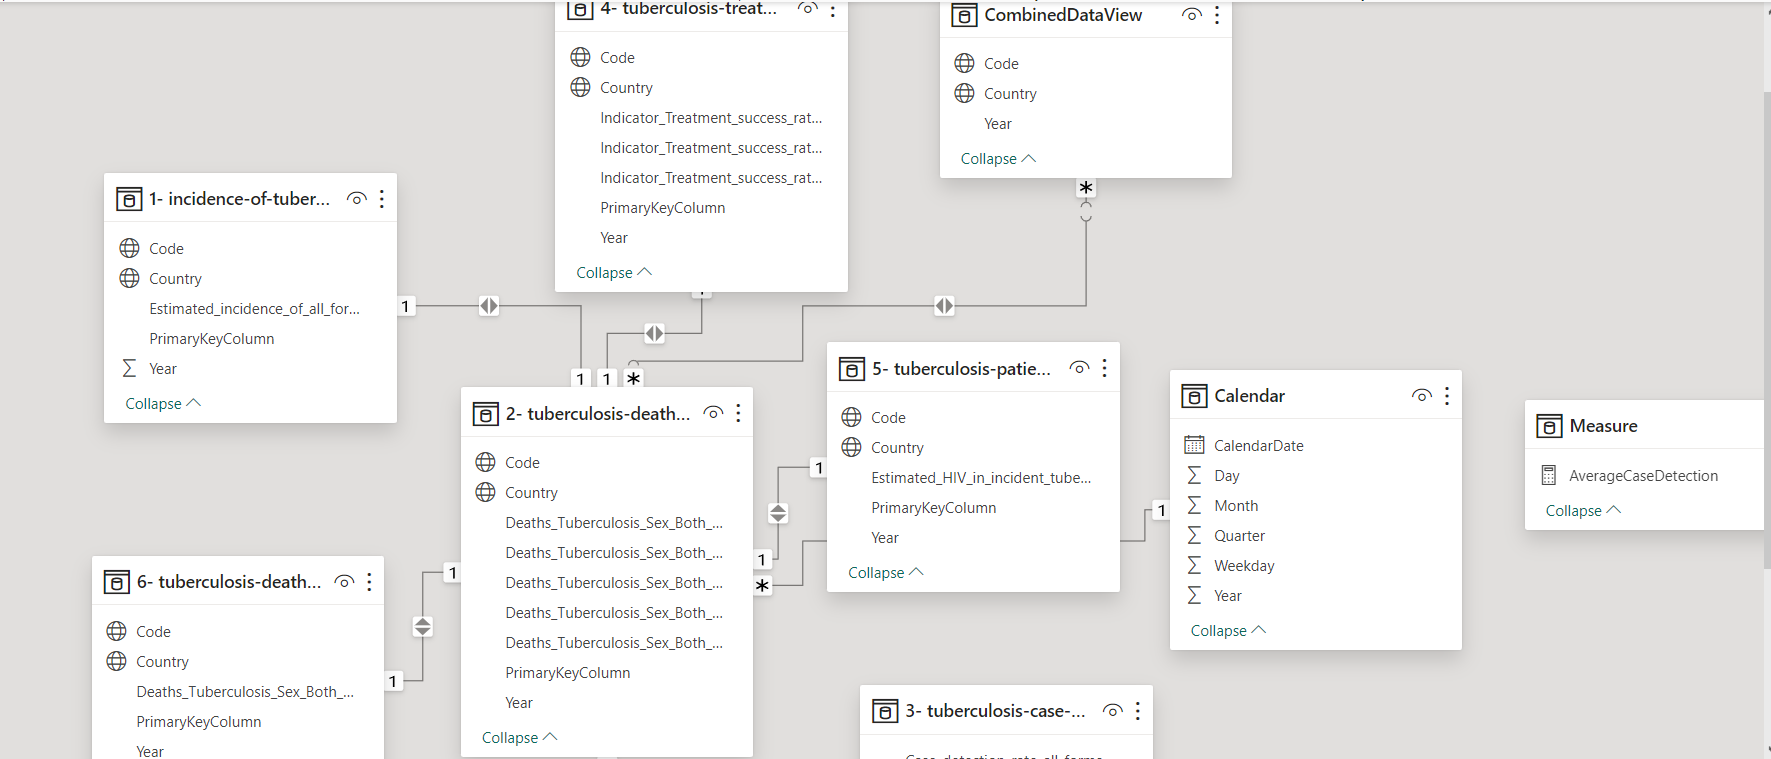 4- tuberculosis-treat...
Code
Country
Indicator_Treatment_success_rat...
Indicator_Treatment_success_rat...
Indicator_Treatment_success_rat...
PrimaryKeyColumn
Year
Collapse
CombinedDataView
Code
Country
Year
Collapse
*
1- incidence-of-tuber...
Code
Country
Estimated_incidence_of_all_for...
PrimaryKeyColumn
Year
Collapse
1
1
1
*
2- tuberculosis-death...
Code
Country
Deaths_Tuberculosis_Sex_Both_...
Deaths_Tuberculosis_Sex_Both_...
Deaths_Tuberculosis_Sex_Both_...
Deaths_Tuberculosis_Sex_Both_...
Deaths_Tuberculosis_Sex_Both_...
PrimaryKeyColumn
Year
Collapse
1
1
*
5- tuberculosis-patie...
Code
Country
Estimated_HIV_in_incident_tube...
PrimaryKeyColumn
Year
Collapse
1
1
Calendar
CalendarDate
Day
Month
Quarter
Weekday
Year
Collapse
Measure
AverageCaseDetection
Collapse
6- tuberculosis-death...
Code
Country
Deaths_Tuberculosis_Sex_Both_...
PrimaryKeyColumn
Year
1
3- tuberculosis-case-...